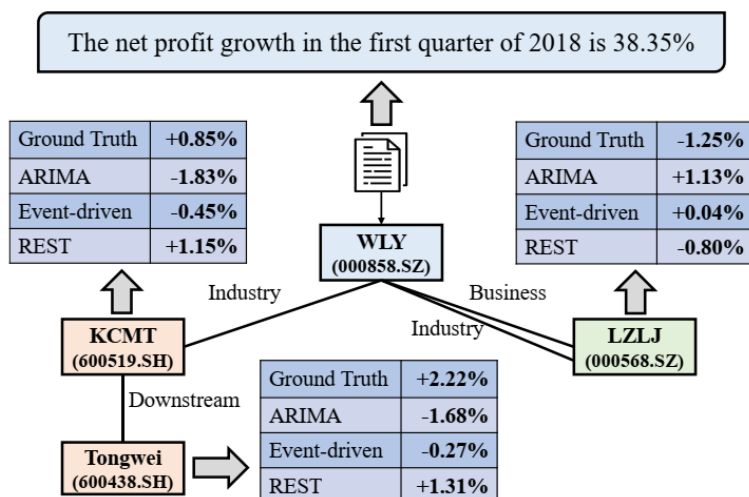 The net profit growth in the first quarter of 2018 is 38.35%
Ground Truth +0.85%
ARIMA -1.83%
Event-driven -0.45%
REST +1.15%
Ground Truth -1.25%
ARIMA +1.13%
Event-driven +0.04%
REST -0.80%
WLY
(000858.SZ)
Industry
Business
Industry
KCMT
(600519.SH)
LZLJ
(000568.SZ)
Downstream
Tongwei
(600438.SH)
Ground Truth +2.22%
ARIMA -1.68%
Event-driven -0.27%
REST +1.31%